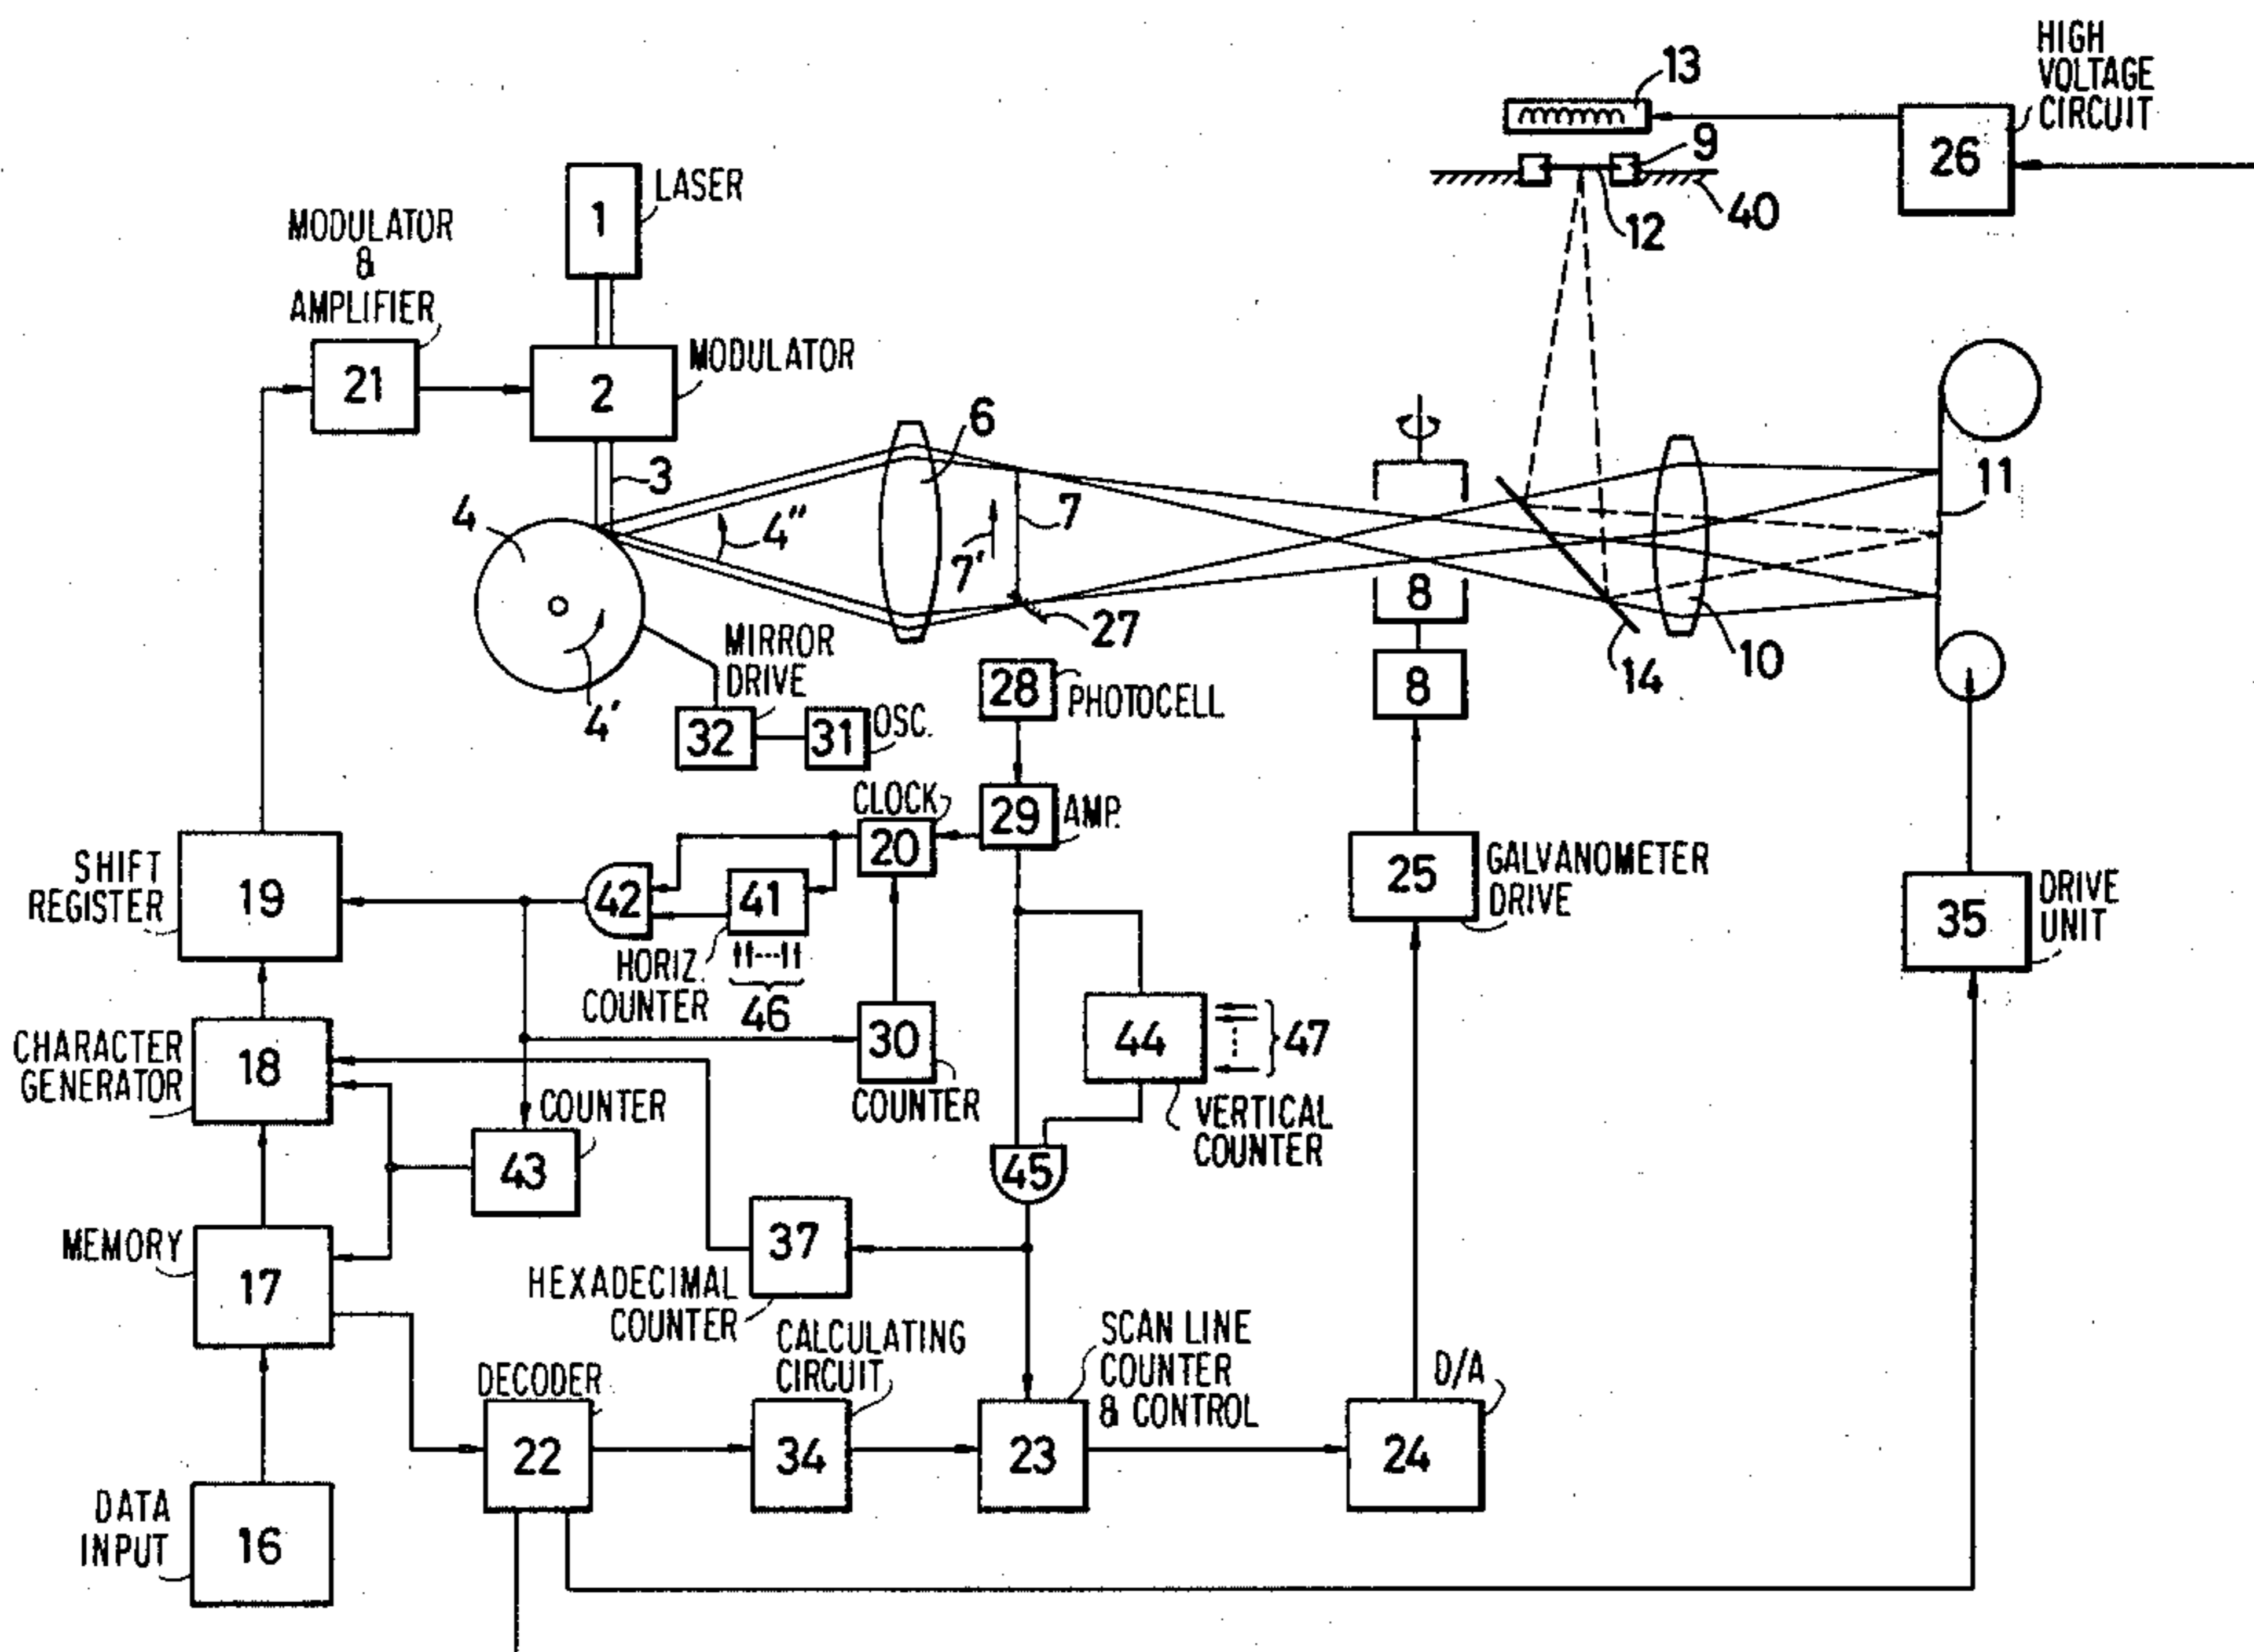 HIGH
VOLTAGE
CIRCUIT
26
13
9
12
40
LASER
1
MODULATOR
&
AMPLIFIER
21
MODULATOR
2
3
4
4'
4"
6
7
7'
27
8
8
14
10
11
MIRROR
DRIVE
32
31
OSC.
28
PHOTOCELL
29
AMP.
CLOCK
20
SHIFT
REGISTER
19
42
41
HORIZ.
COUNTER
46
30
COUNTER
25
GALVANOMETER
DRIVE
35
DRIVE
UNIT
44
47
VERTICAL
COUNTER
CHARACTER
GENERATOR
18
COUNTER
43
45
MEMORY
17
37
HEXADECIMAL
COUNTER
DECODER
22
CALCULATING
CIRCUIT
34
SCAN LINE
COUNTER
& CONTROL
23
D/A
24
DATA
INPUT
16